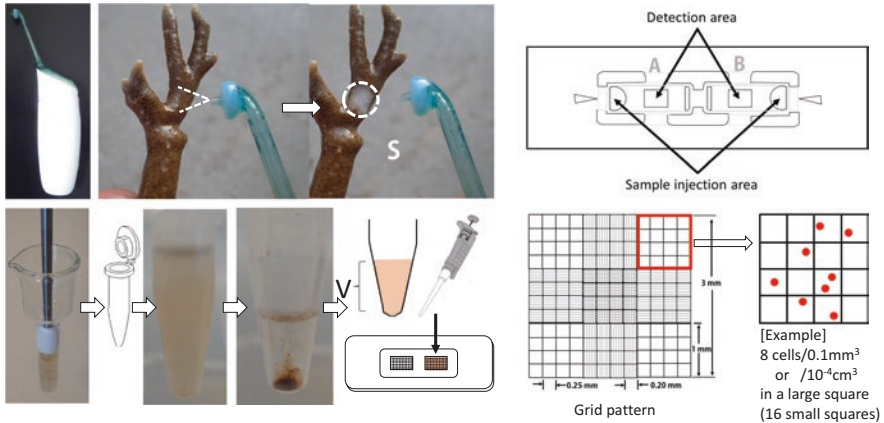 Detection area
A
B
Sample injection area
S
V
3 mm
1 mm
0.25 mm
0.20 mm
Grid pattern
[Example]
8 cells/0.1mm³
or /10⁻⁴cm³
in a large square
(16 small squares)